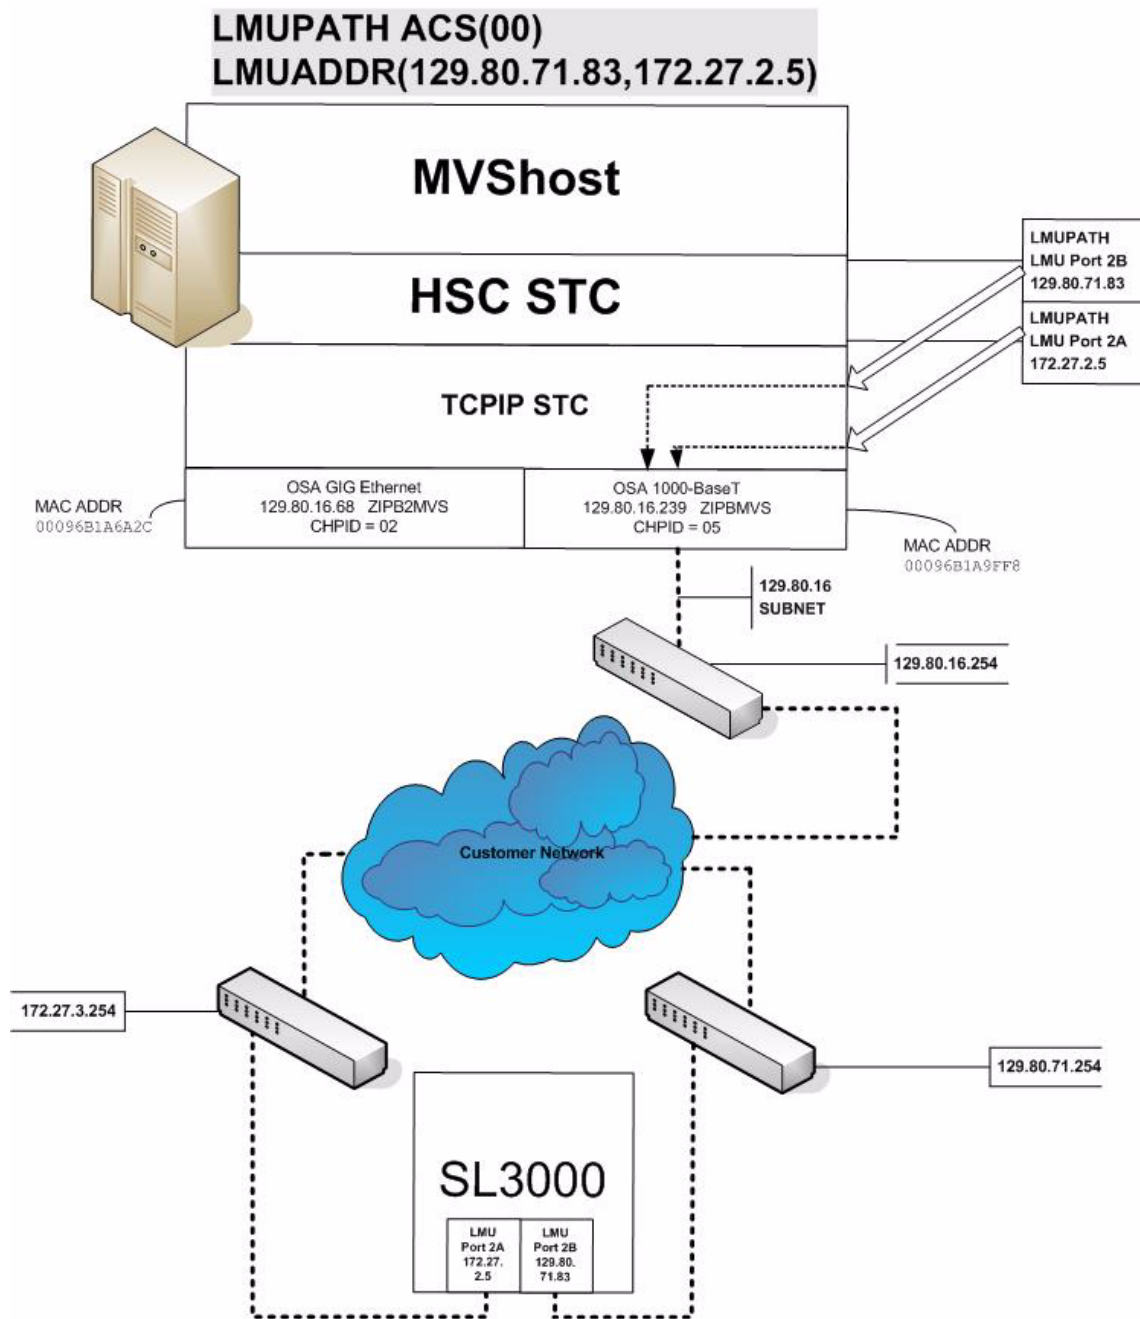 LMUPATH ACS(00)
LMUADDR(129.80.71.83,172.27.2.5)
MVShost
HSC STC
TCPIP STC
LMUPATH
LMU Port 2B
129.80.71.83
LMUPATH
LMU Port 2A
172.27.2.5
OSA GIG Ethernet
129.80.16.68 ZIPB2MVS
CHPID = 02
OSA 1000-BaseT
129.80.16.239 ZIPBMVS
CHPID = 05
MAC ADDR
00096B1A6A2C
MAC ADDR
00096B1A9FF8
129.80.16
SUBNET
129.80.16.254
Customer Network
172.27.3.254
129.80.71.254
SL3000
LMU
Port 2A
172.27.
2.5
LMU
Port 2B
129.80.
71.83